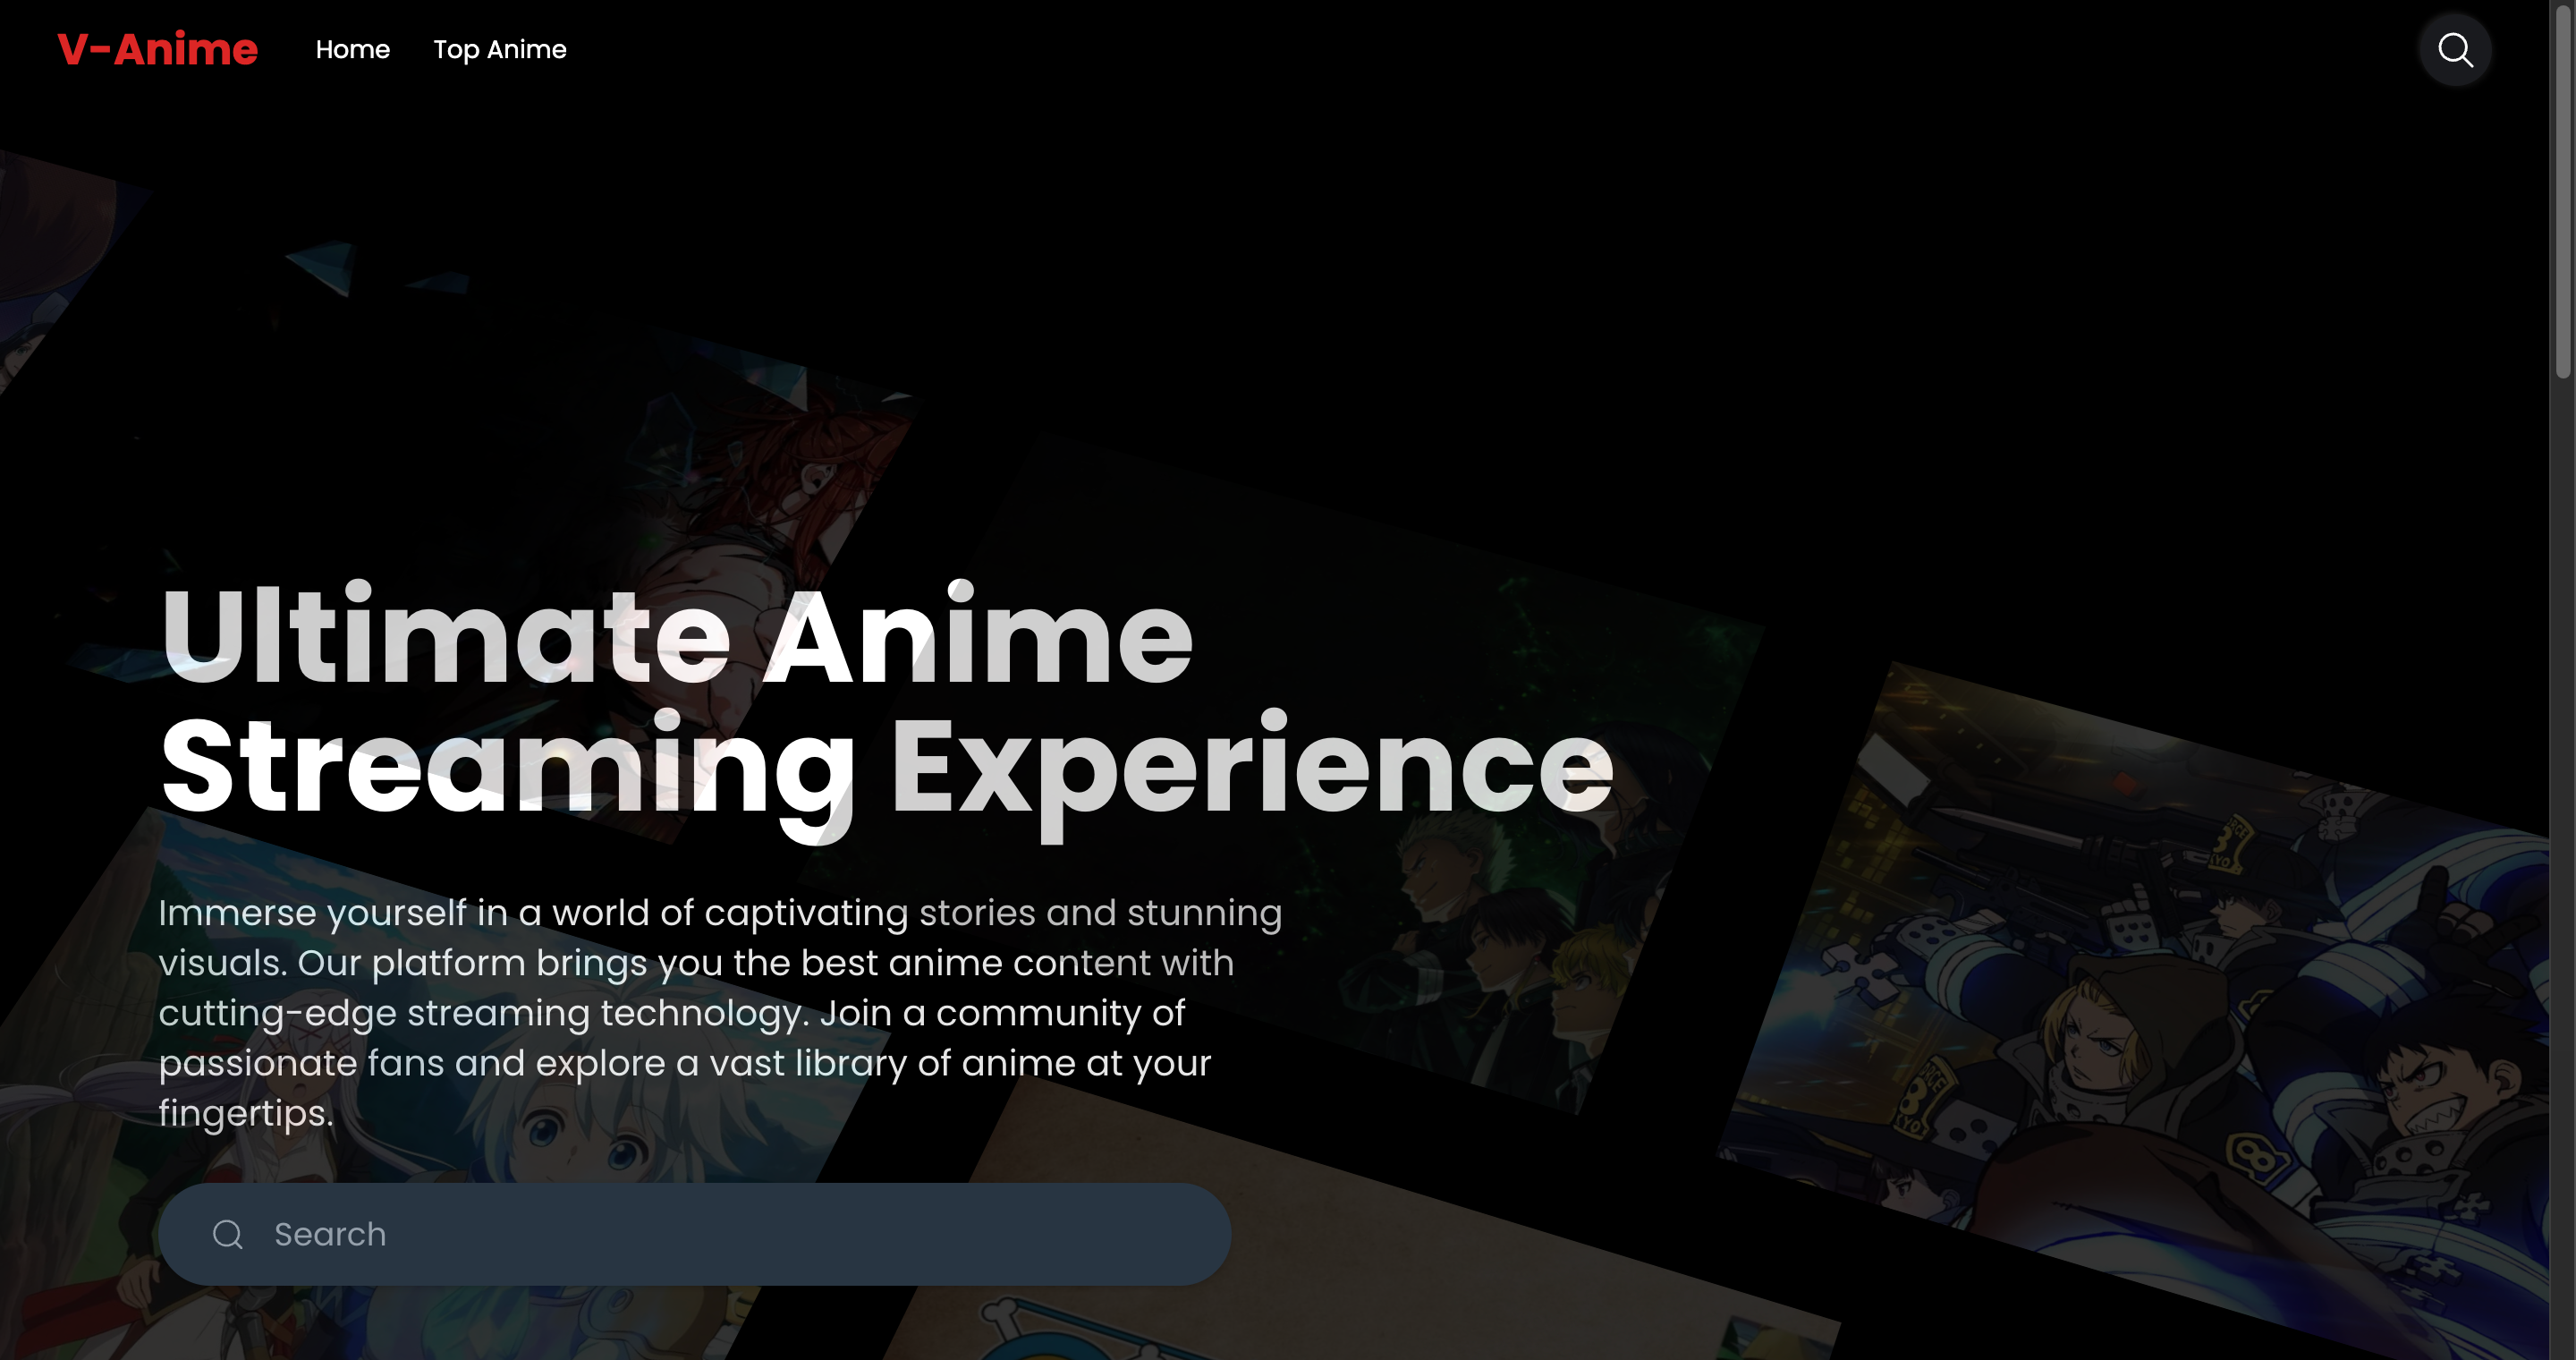 V-Anime
Home
Top Anime
Ultimate Anime
Streaming Experience
Immerse yourself in a world of captivating stories and stunning
visuals. Our platform brings you the best anime content with
cutting-edge streaming technology. Join a community of
passionate fans and explore a vast library of anime at your
fingertips.
Search
8
8